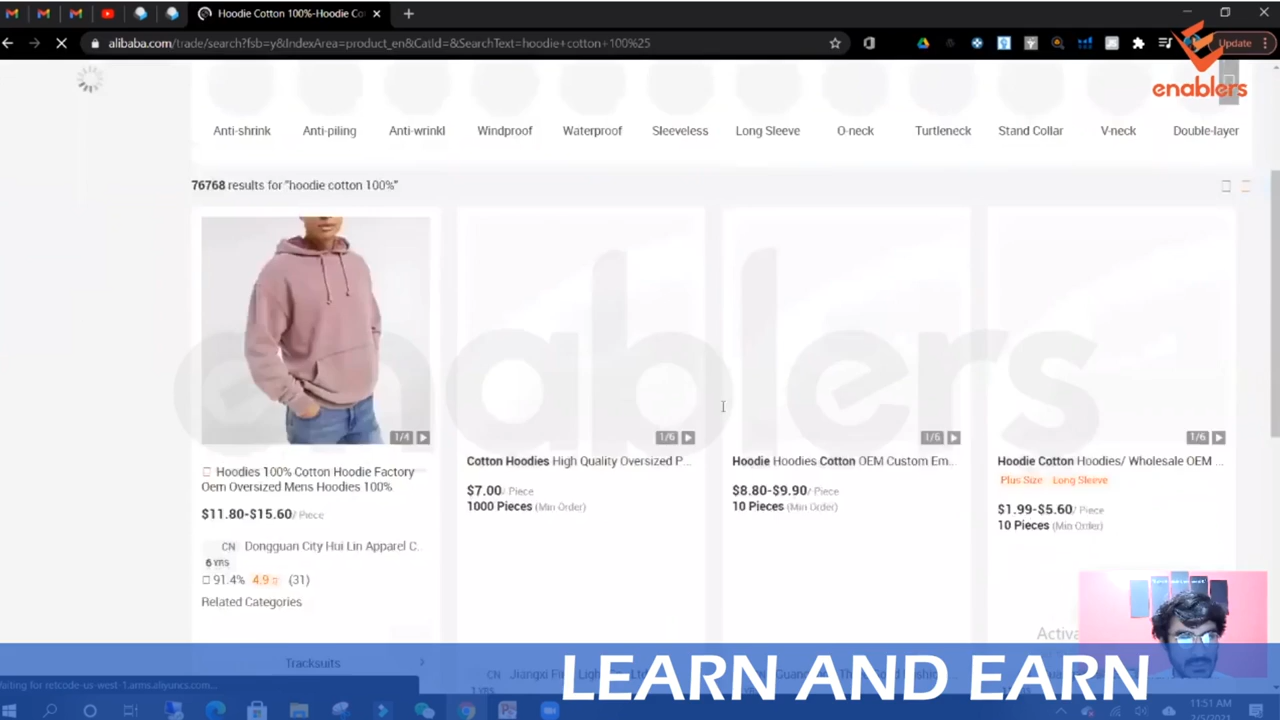 Hoodie Cotton 100%-Hoodie Co
alibaba.com/trade/search?fsb=y&IndexArea=product_en&CatId=&SearchText=hoodie+cotton+100%25
Update
enablers
Anti-shrink Anti-piling Anti-wrinkl Windproof Waterproof Sleeveless Long Sleeve O-neck Turtleneck Stand Collar V-neck Double-layer
76768 results for "hoodie cotton 100%"
enablers
1/4
1/6
1/6
1/6
Hoodies 100% Cotton Hoodie Factory
Oem Oversized Mens Hoodies 100%
$11.80-$15.60/ Piece
CN Dongguan City Hui Lin Apparel C...
6 YRS
91.4% 4.9 (31)
Related Categories
Tracksuits
Cotton Hoodies High Quality Oversized P...
$7.00/ Piece
1000 Pieces (Min Order)
Hoodie Hoodies Cotton OEM Custom Em...
$8.80-$9.90/ Piece
10 Pieces (Min Order)
Hoodie Cotton Hoodies/ Wholesale OEM ...
Plus Size Long Sleeve
$1.99-$5.60/ Piece
10 Pieces (Min Order)
Activa
CN
LEARN AND EARN
11:51 AM